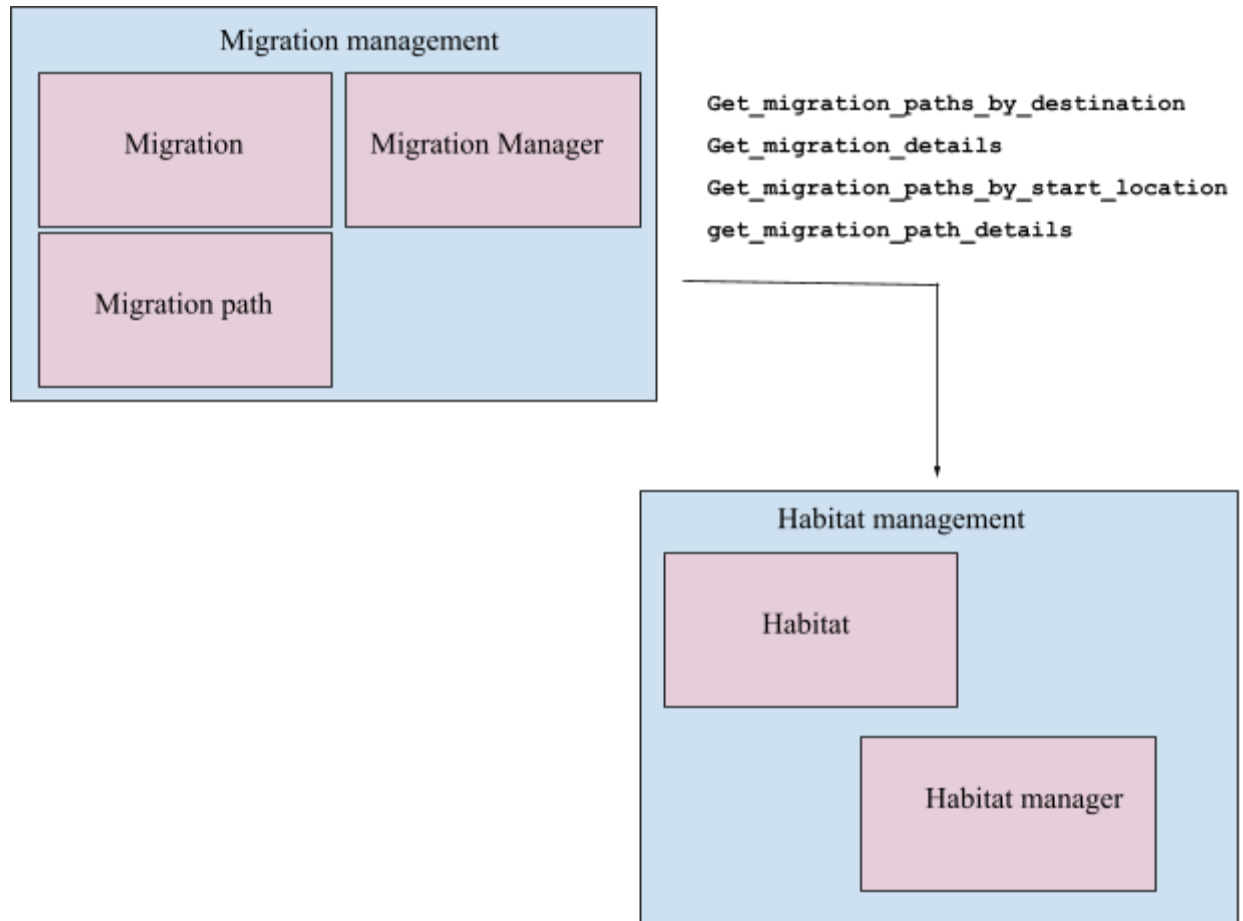 Migration management
Migration
Migration Manager
Migration path
Get_migration_paths_by_destination
Get_migration_details
Get_migration_paths_by_start_location
get_migration_path_details
Habitat management
Habitat
Habitat manager